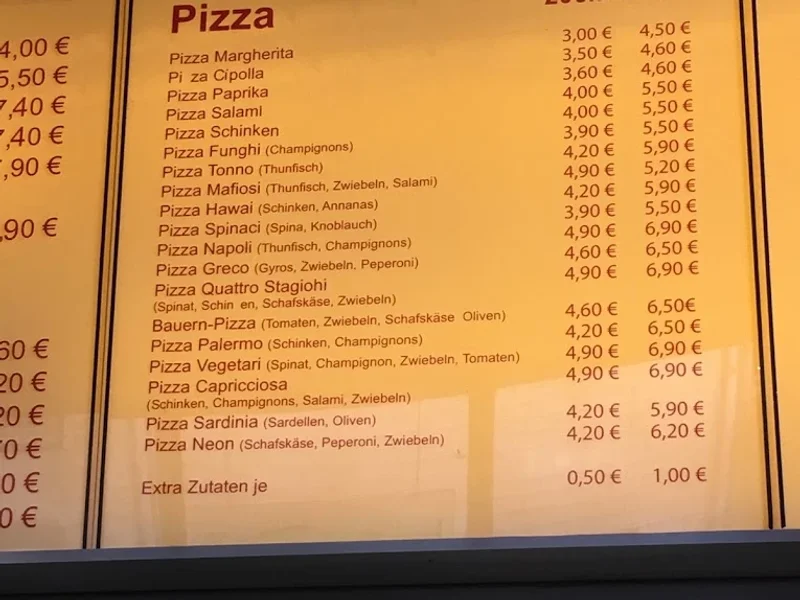 4,00 €
5,50 €
7,40 €
7,40 €
,90 €
,90 €
60 €
20 €
20 €
0 €
0 €
0 €
Pizza
Pizza Margherita 3,00 € 4,50 €
Pi za Cipolla 3,50 € 4,60 €
Pizza Paprika 3,60 € 4,60 €
Pizza Salami 4,00 € 5,50 €
Pizza Schinken 4,00 € 5,50 €
Pizza Funghi (Champignons) 3,90 € 5,50 €
Pizza Tonno (Thunfisch) 4,20 € 5,90 €
Pizza Mafiosi (Thunfisch, Zwiebeln, Salami) 4,90 € 5,20 €
Pizza Hawai (Schinken, Annanas) 4,20 € 5,90 €
Pizza Spinaci (Spina, Knoblauch) 3,90 € 5,50 €
Pizza Napoli (Thunfisch, Champignons) 4,90 € 6,90 €
Pizza Greco (Gyros, Zwiebeln, Peperoni) 4,60 € 6,50 €
Pizza Quattro Stagiohi 4,90 € 6,90 €
(Spinat, Schin en, Schafskäse, Zwiebeln)
Bauern-Pizza (Tomaten, Zwiebeln, Schafskäse Oliven) 4,60 € 6,50€
Pizza Palermo (Schinken, Champignons) 4,20 € 6,50 €
Pizza Vegetari (Spinat, Champignon, Zwiebeln, Tomaten) 4,90 € 6,90 €
Pizza Capricciosa 4,90 € 6,90 €
(Schinken, Champignons, Salami, Zwiebeln)
Pizza Sardinia (Sardellen, Oliven) 4,20 € 5,90 €
Pizza Neon (Schafskäse, Peperoni, Zwiebeln) 4,20 € 6,20 €
Extra Zutaten je 0,50 € 1,00 €